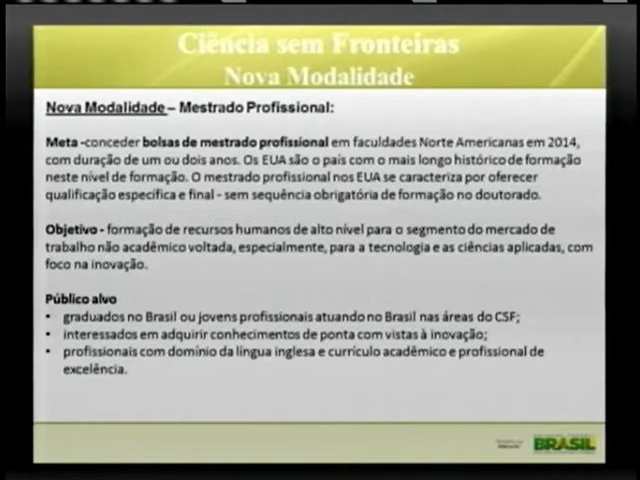 Ciência sem Fronteiras
Nova Modalidade
Nova Modalidade – Mestrado Profissional:
Meta -conceder bolsas de mestrado profissional em faculdades Norte Americanas em 2014,
com duração de um ou dois anos. Os EUA são o país com o mais longo histórico de formação
neste nível de formação. O mestrado profissional nos EUA se caracteriza por oferecer
qualificação específica e final - sem sequência obrigatória de formação no doutorado.
Objetivo - formação de recursos humanos de alto nível para o segmento do mercado de
trabalho não acadêmico voltada, especialmente, para a tecnologia e as ciências aplicadas, com
foco na inovação.
Público alvo
• graduados no Brasil ou jovens profissionais atuando no Brasil nas áreas do CSF;
• interessados em adquirir conhecimentos de ponta com vistas à inovação;
• profissionais com domínio da língua inglesa e currículo acadêmico e profissional de
excelência.
BRASIL